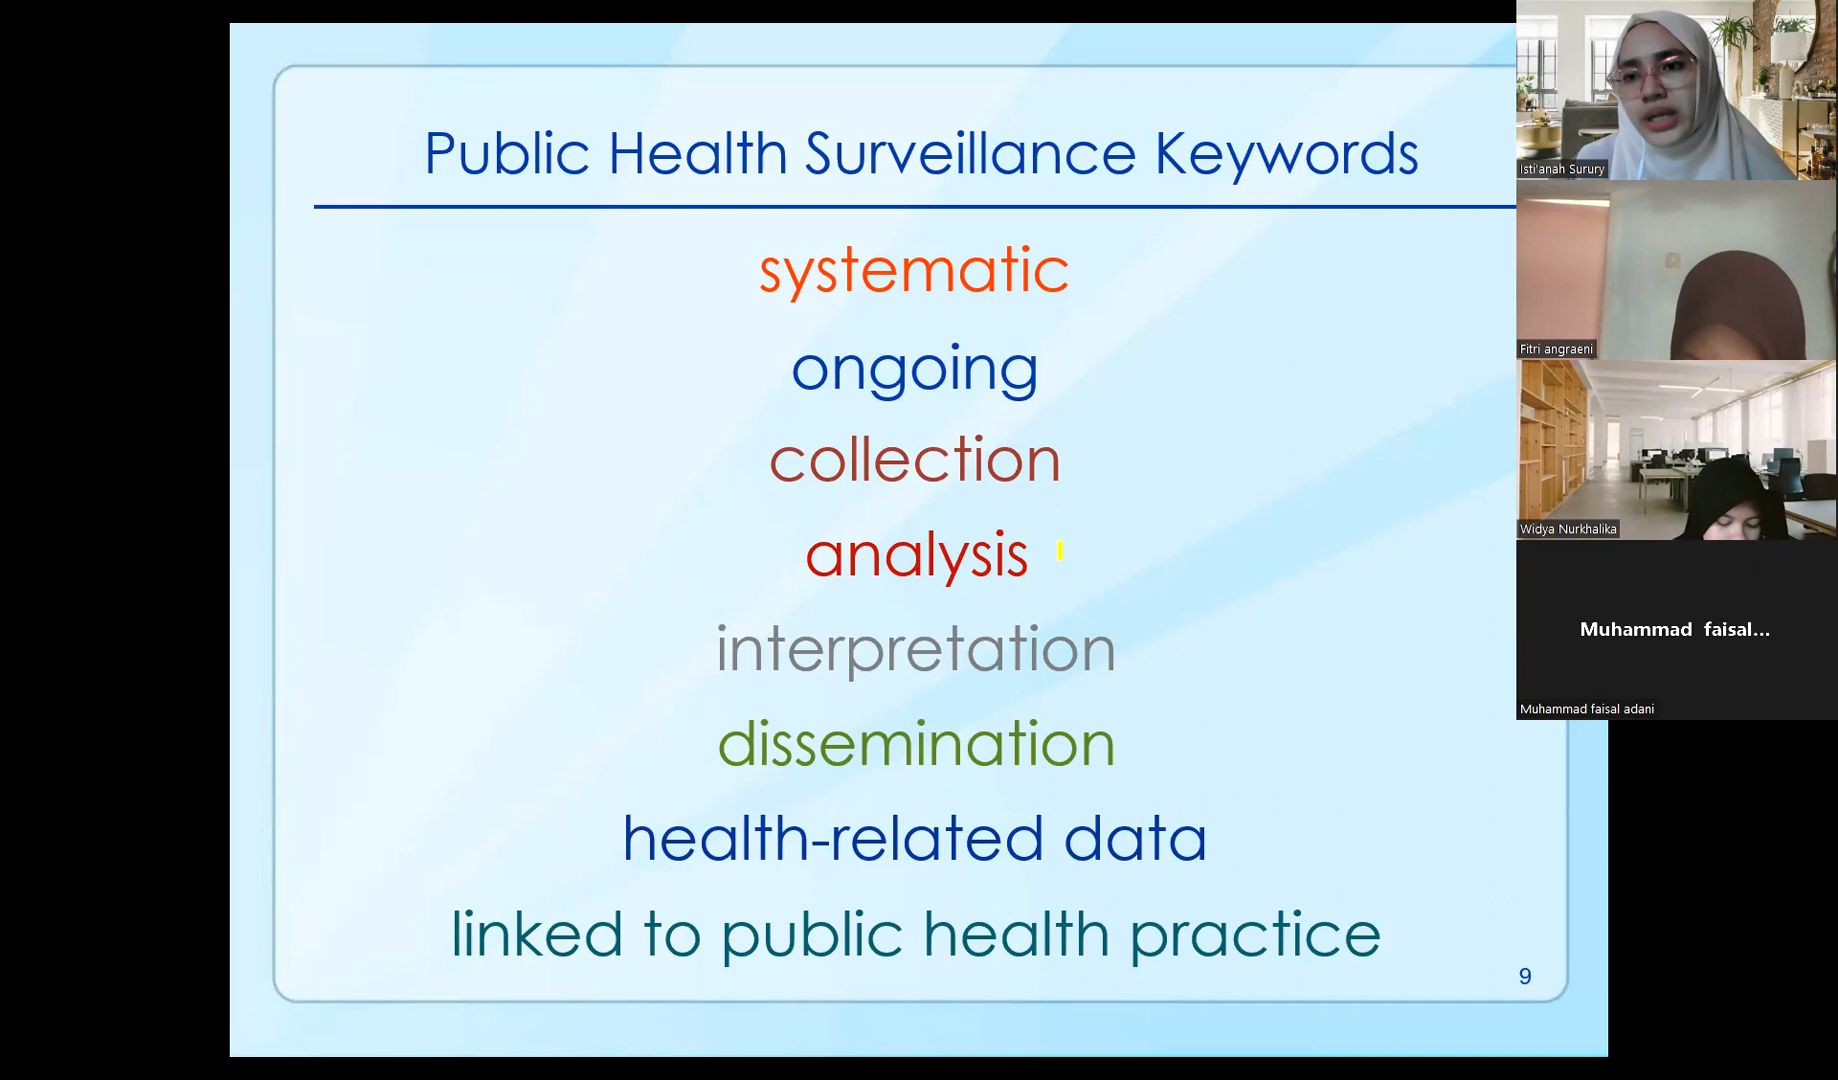 Public Health Surveillance Keywords
systematic
ongoing
collection
analysis
interpretation
dissemination
health-related data
linked to public health practice
9
Isti'anah Surury
Fitri angraeni
Widya Nurkhalika
Muhammad faisal...
Muhammad faisal adani